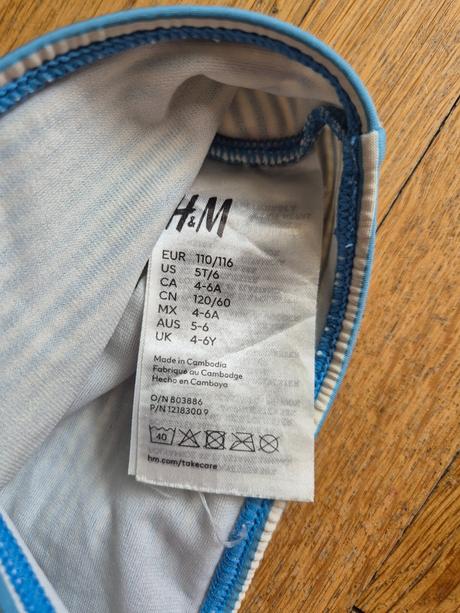 H&M
EUR 110/116
US 5T/6
CA 4-6A
CN 120/60
MX 4-6A
AUS 5-6
UK 4-6Y
Made in Cambodia
Fabriqué au Cambodge
Hecho en Camboya
O/N 803886
P/N 1218300 9
40
hm.com/takecare